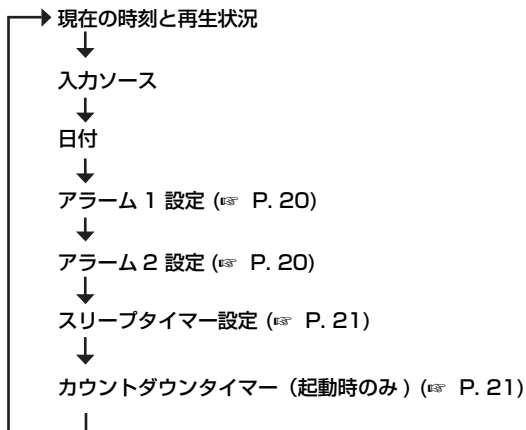 現在の時刻と再生状況
入力ソース
日付
アラーム 1 設定 (☞ P. 20)
アラーム 2 設定 (☞ P. 20)
スリープタイマー設定 (☞ P. 21)
カウントダウンタイマー（起動時のみ ) (☞ P. 21)